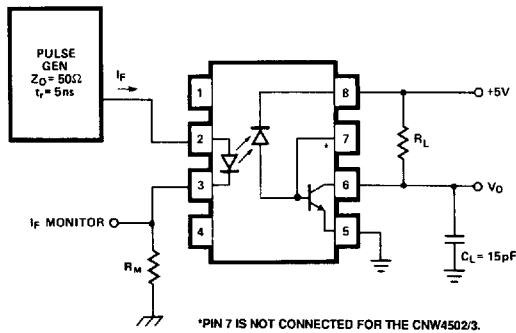 PULSE
GEN
Z_O = 50Ω
t_r = 5ns
I_F
1
2
3
4
8
7
*
6
5
+5V
R_L
V_O
C_L = 15pF
I_F MONITOR
R_M
*PIN 7 IS NOT CONNECTED FOR THE CNW4502/3.